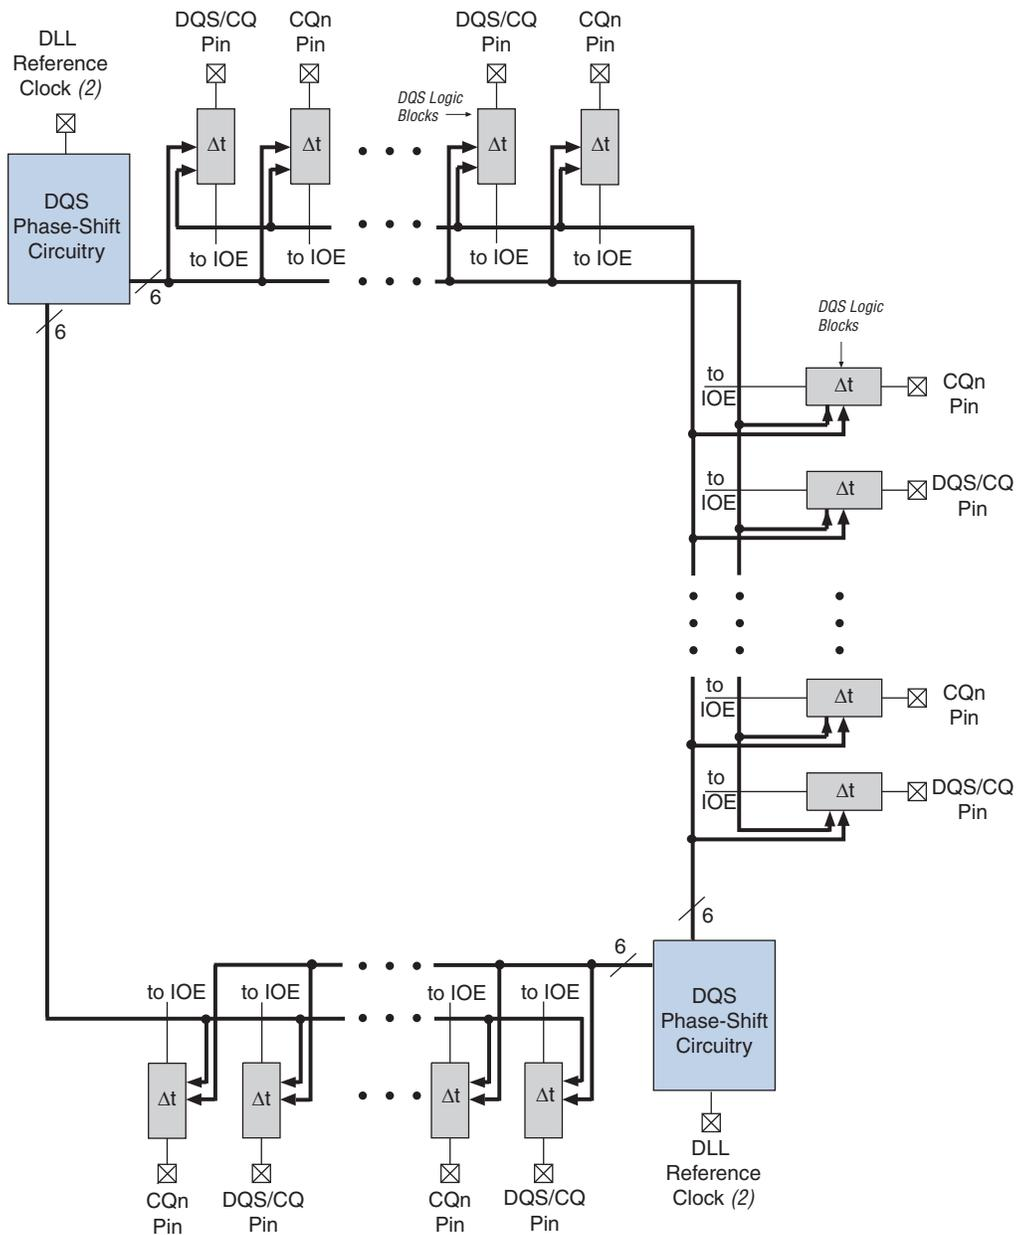 DLL
Reference
Clock (2)
DQS/CQ
Pin
CQn
Pin
DQS Logic
Blocks
DQS/CQ
Pin
CQn
Pin
Δt
Δt
Δt
Δt
DQS
Phase-Shift
Circuitry
to IOE
to IOE
to IOE
to IOE
6
6
DQS Logic
Blocks
to
IOE
Δt
CQn
Pin
to
IOE
Δt
DQS/CQ
Pin
to
IOE
Δt
CQn
Pin
to
IOE
Δt
DQS/CQ
Pin
6
6
to IOE
to IOE
to IOE
to IOE
DQS
Phase-Shift
Circuitry
Δt
Δt
Δt
Δt
CQn
Pin
DQS/CQ
Pin
CQn
Pin
DQS/CQ
Pin
DLL
Reference
Clock (2)